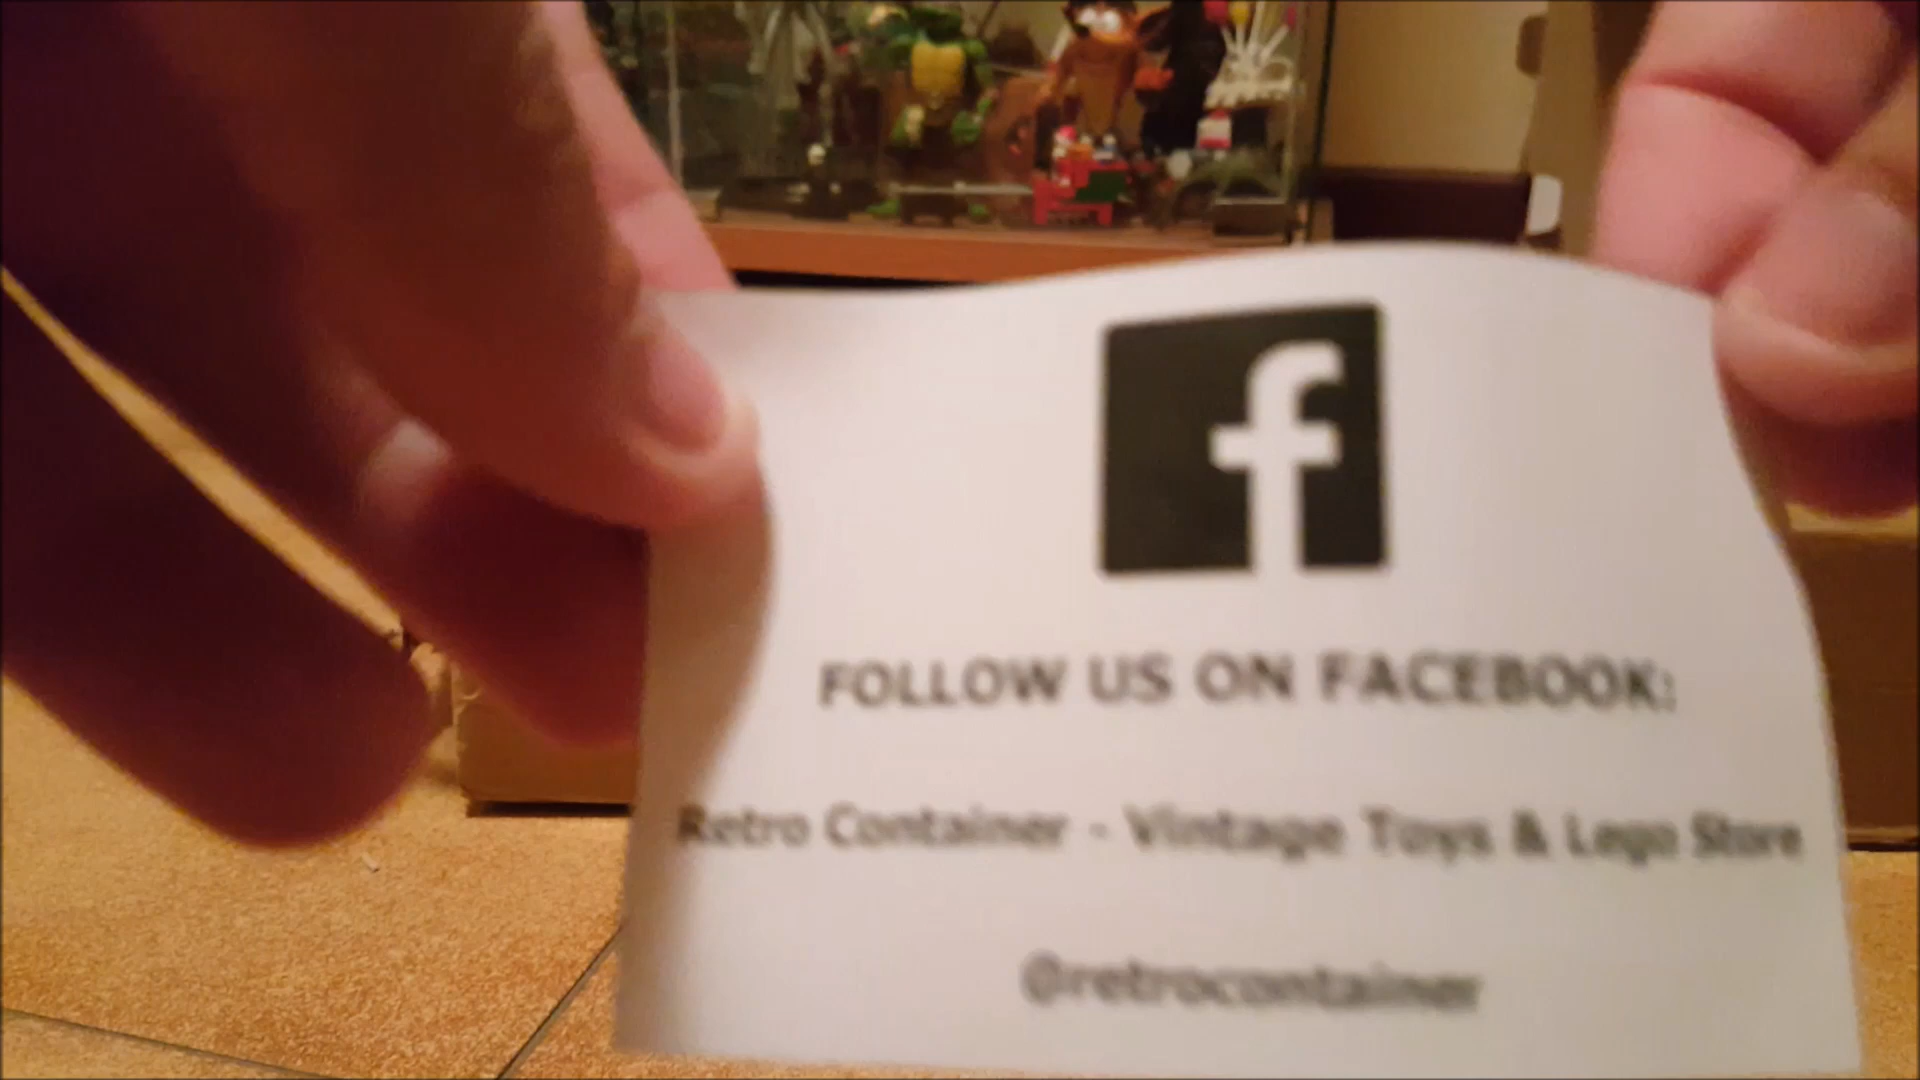 f
FOLLOW US ON FACEBOOK:
Retro Container - Vintage Toys & Lego Store
@retrocontainer